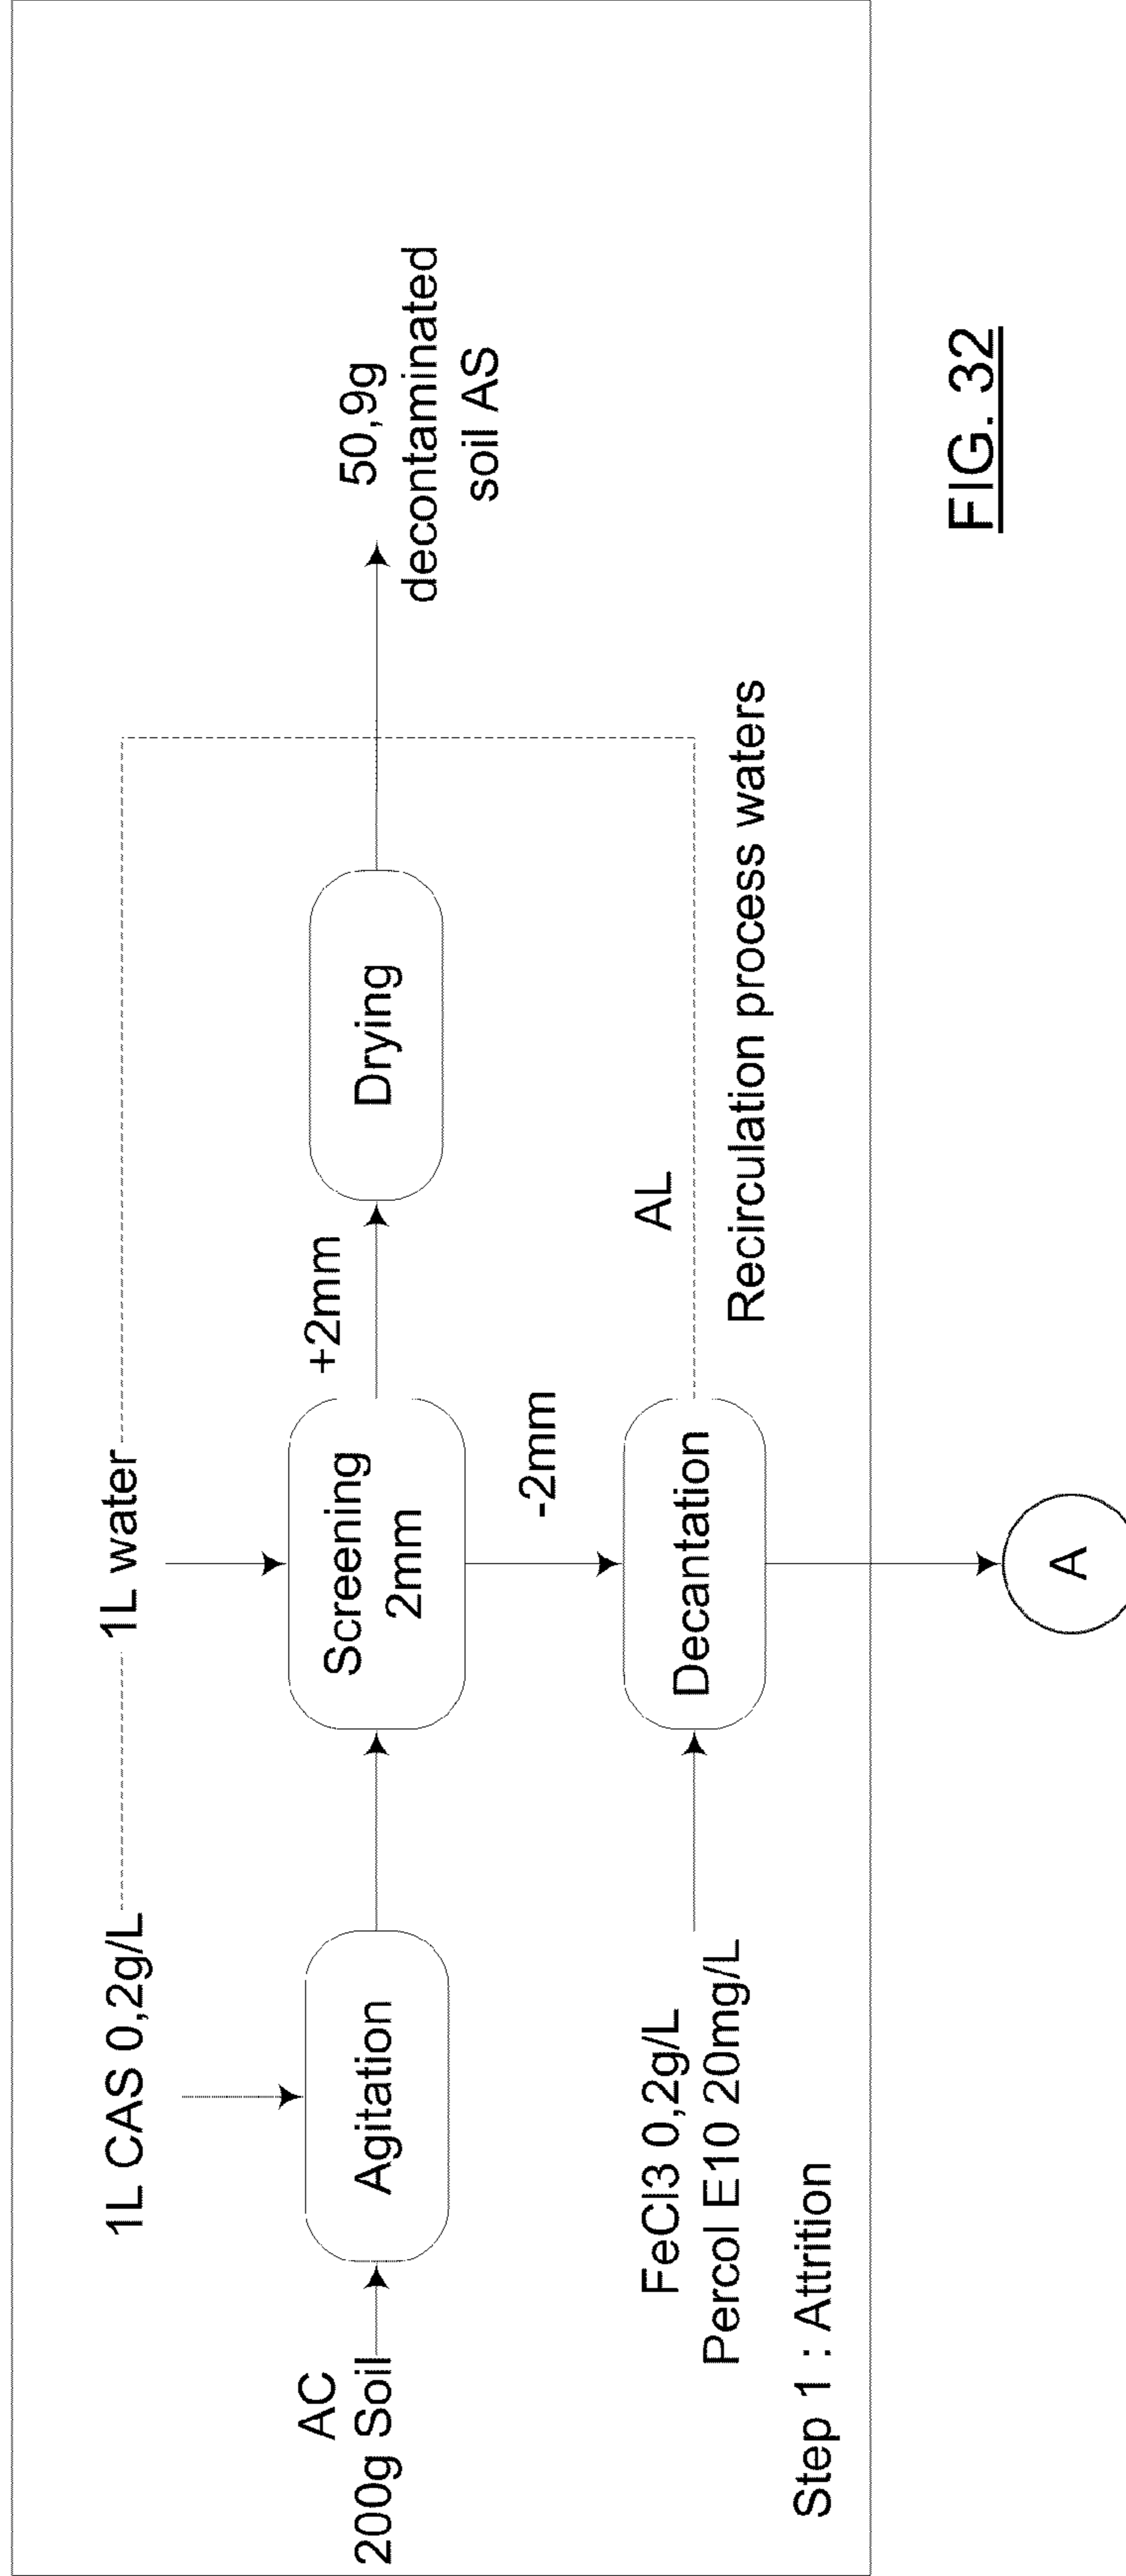 1L CAS 0,2g/L
1L water
AC
200g Soil
Agitation
Screening
2mm
+2mm
Drying
50,9g
decontaminated
soil AS
-2mm
FeCl3 0,2g/L
Percol E10 20mg/L
Decantation
AL
Recirculation process waters
Step 1 : Attrition
A
FIG. 32